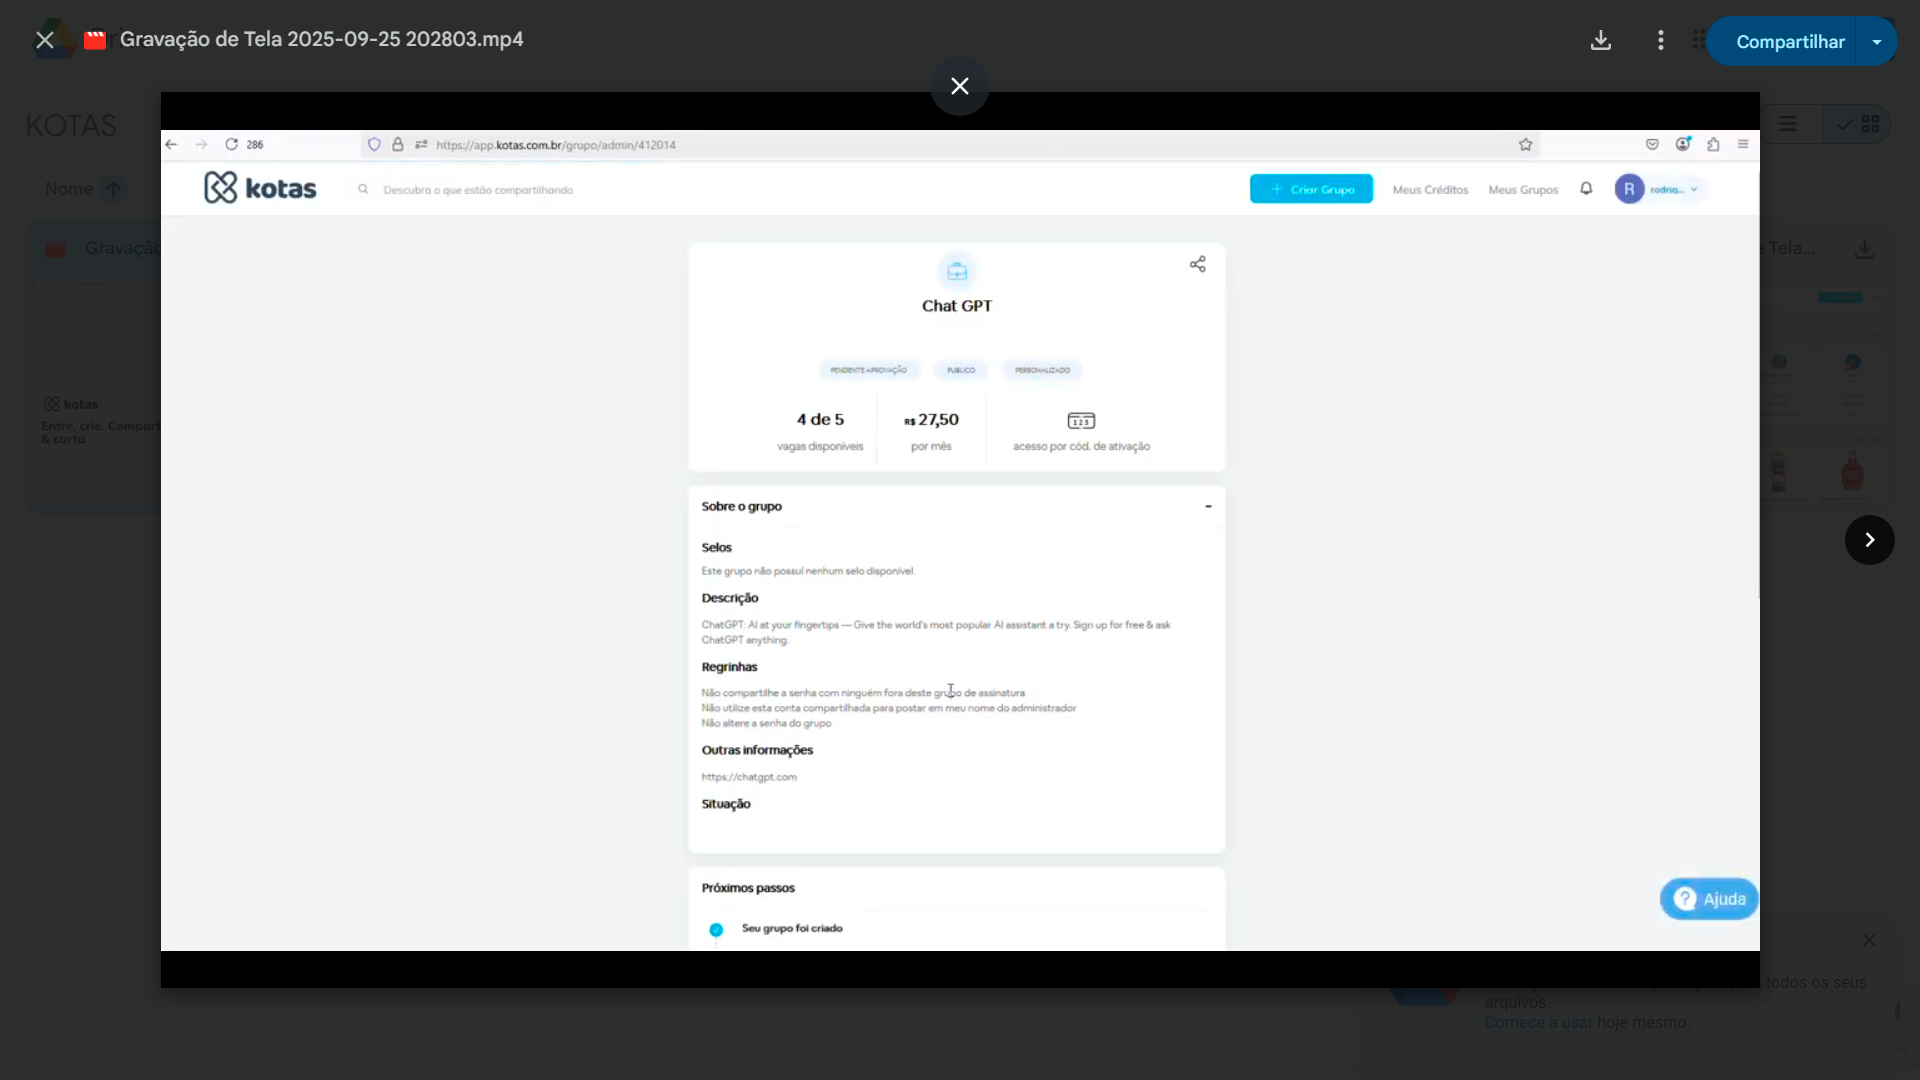 Gravação de Tela 2025-09-25 202803.mp4
Compartilhar
KOTAS
Nome
Gravação
Tela...
286
https://app.kotas.com.br/grupo/admin/412014
kotas
Descubra o que estão compartilhando
+ Criar Grupo
Meus Créditos
Meus Grupos
R
rodrig...
Chat GPT
PENDENTE APROVAÇÃO
PUBLICO
PERSONALIZADO
4 de 5
vagas disponíveis
R$ 27,50
por mês
123
acesso por cód. de ativação
kotas
Entre, crie. Compart
& curta
Sobre o grupo
Selos
Este grupo não possuí nenhum selo disponível.
Descrição
ChatGPT: AI at your fingertips — Give the world's most popular AI assistant a try. Sign up for free & ask
ChatGPT anything.
Regrinhas
Não compartilhe a senha com ninguém fora deste grupo de assinatura
Não utilize esta conta compartilhada para postar em meu nome do administrador
Não altere a senha do grupo
Outras informações
https://chatgpt.com
Situação
Próximos passos
Seu grupo foi criado
? Ajuda
todos os seus
arquivos.
Comece a usar hoje mesmo.